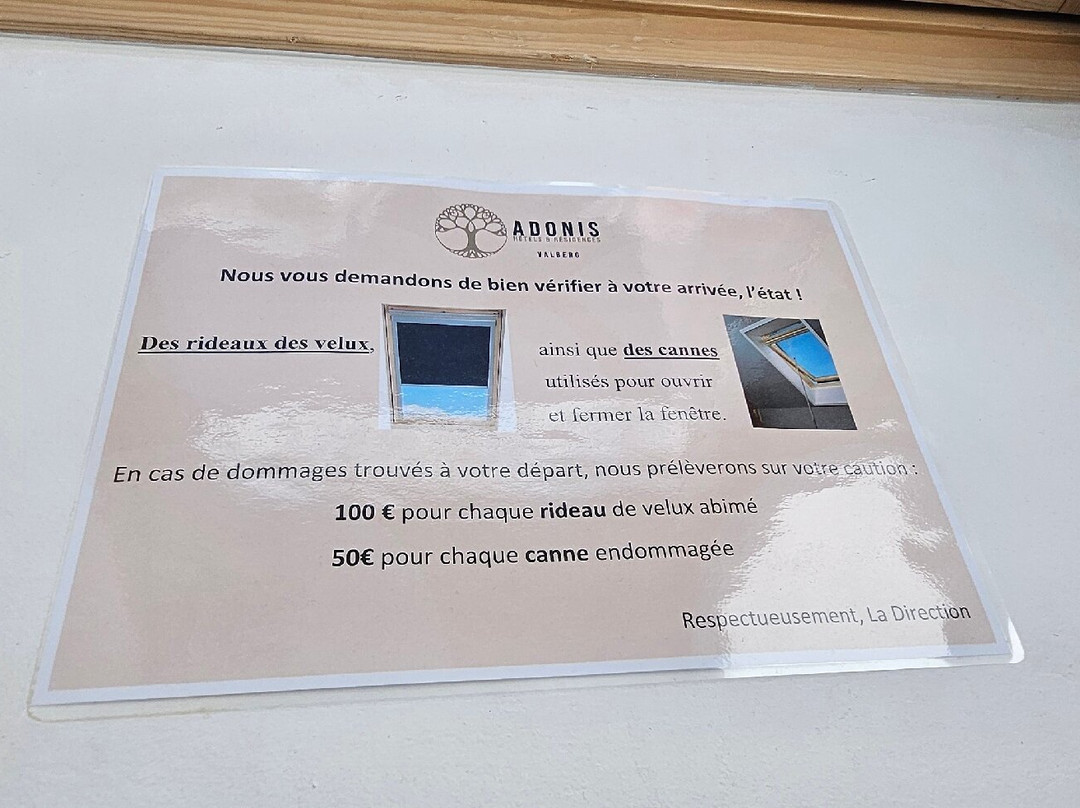 ADONIS
HÔTELS & RÉSIDENCES
VALBERG
Nous vous demandons de bien vérifier à votre arrivée, l'état !
Des rideaux des velux,
ainsi que des cannes
utilisés pour ouvrir
et fermer la fenêtre.
En cas de dommages trouvés à votre départ, nous prélèverons sur votre caution :
100 € pour chaque rideau de velux abimé
50€ pour chaque canne endommagée
Respectueusement, La Direction